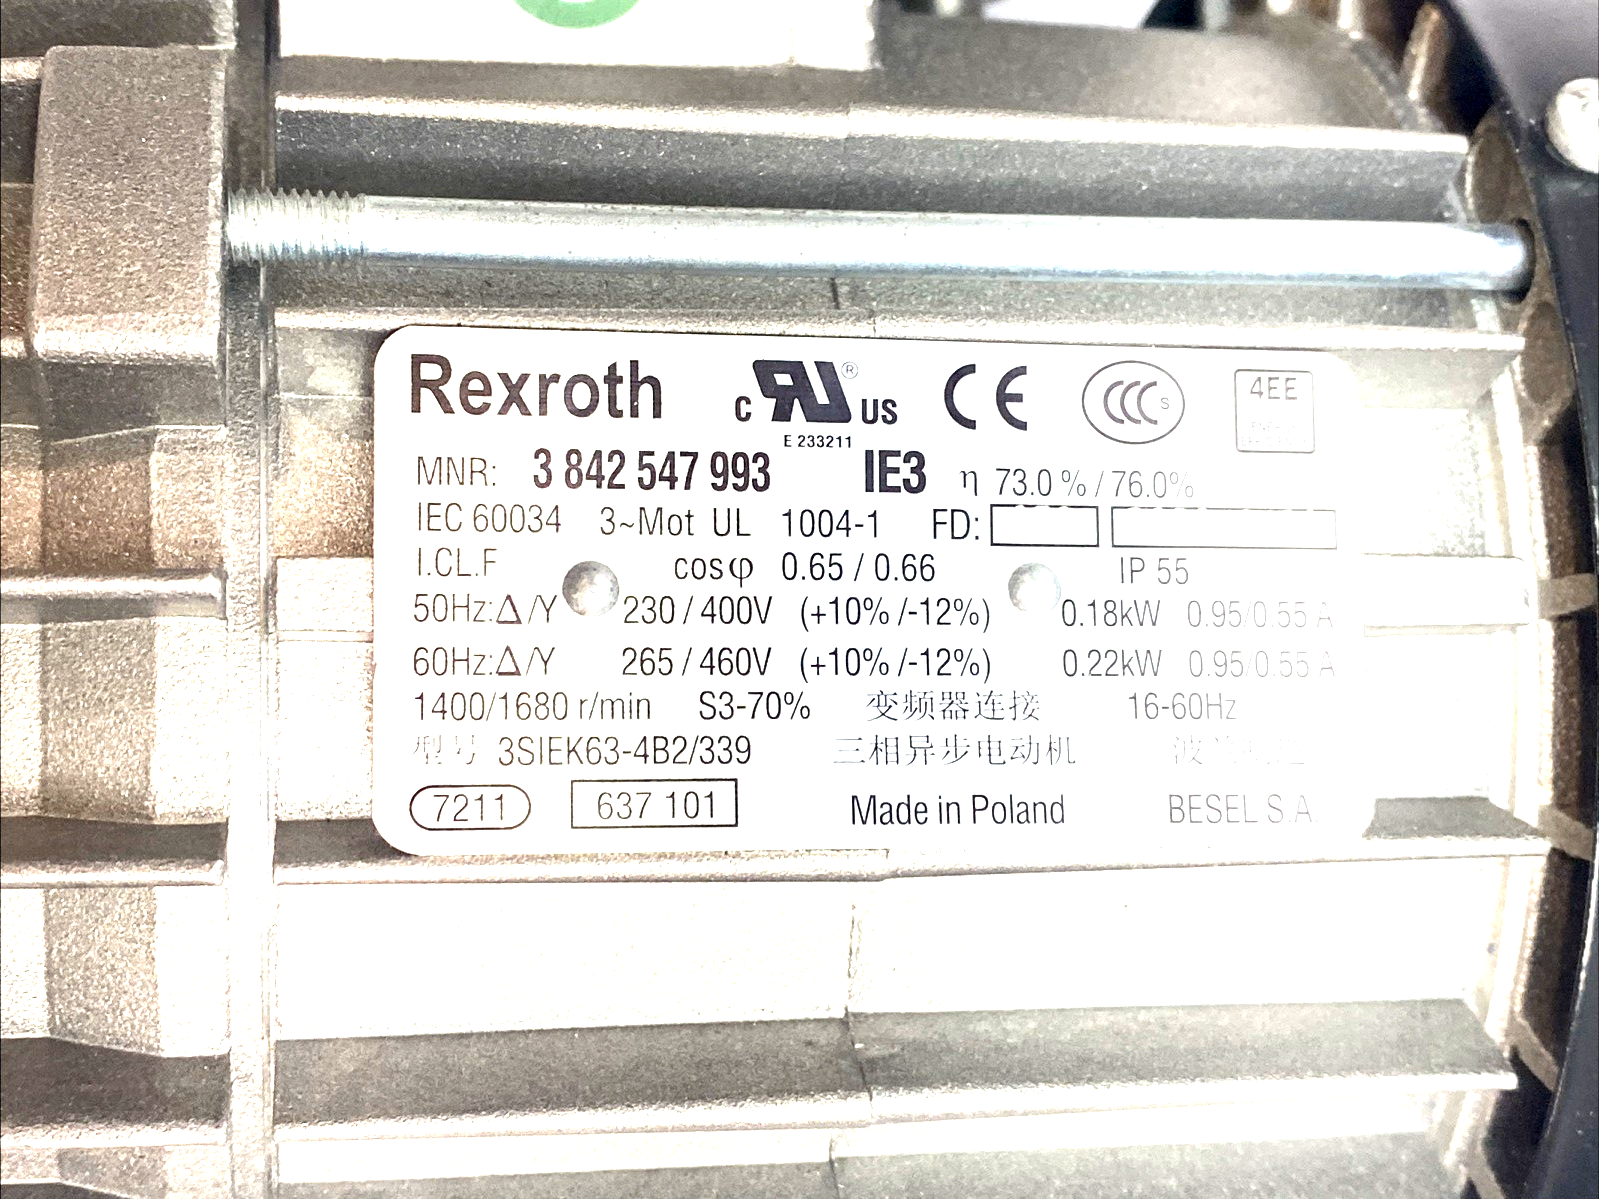 Rexroth c RU® US CE CCC S 4EE
E 233211
MNR: 3 842 547 993 IE3 η 73.0 % / 76.0%
IEC 60034 3~Mot UL 1004-1 FD:
I.CL.F cosφ 0.65 / 0.66 IP 55
50Hz:Δ/Y 230 / 400V (+10% /-12%) 0.18kW 0.95/0.55 A
60Hz:Δ/Y 265 / 460V (+10% /-12%) 0.22kW 0.95/0.55 A
1400/1680 r/min S3-70% 变频器连接 16-60Hz
型号 3SIEK63-4B2/339 三相异步电动机
7211 637 101 Made in Poland BESEL S.A.